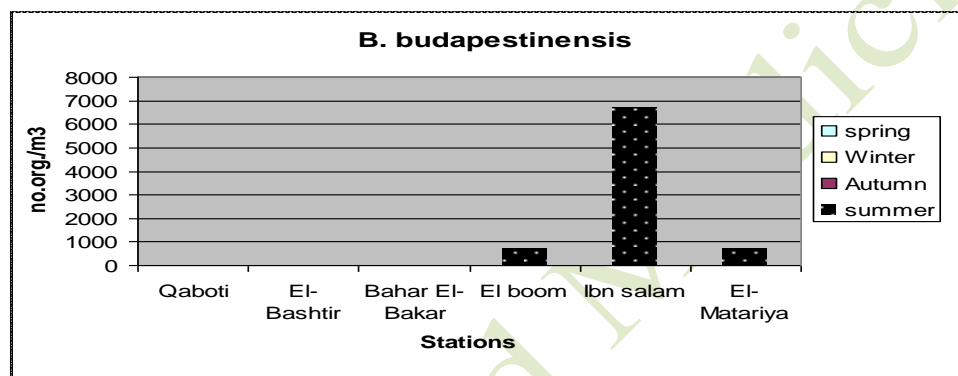 B. budapestinensis
8000
7000
6000
5000
4000
3000
2000
1000
0
no.org./m3
Qaboti
El-
Bashtir
Bahar El-
Bakar
El boom
Ibn salam
El-
Matariya
Stations
spring
Winter
Autumn
summer